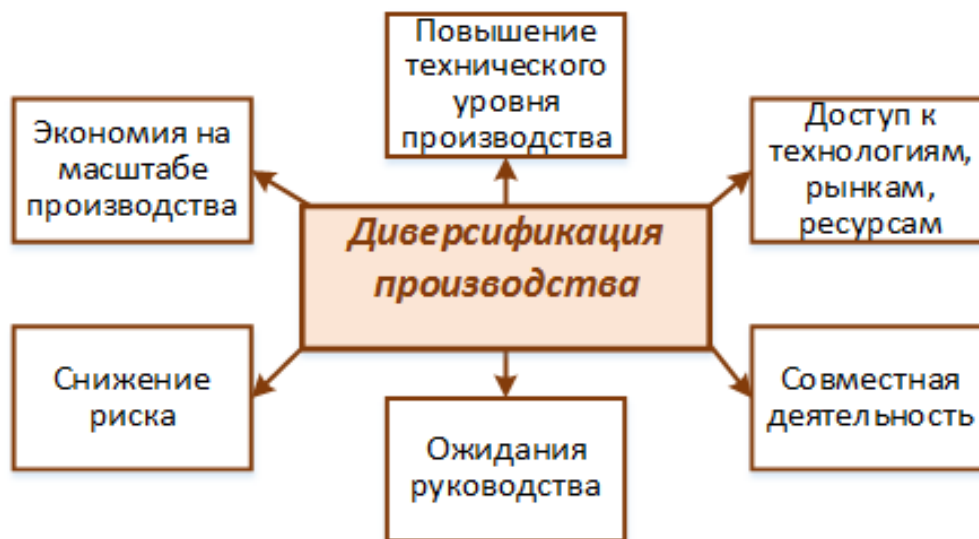 Повышение
технического
уровня
производства
Экономия на
масштабе
производства
Доступ к
технологиям,
рынкам,
ресурсам
Диверсификация
производства
Снижение
риска
Ожидания
руководства
Совместная
деятельность